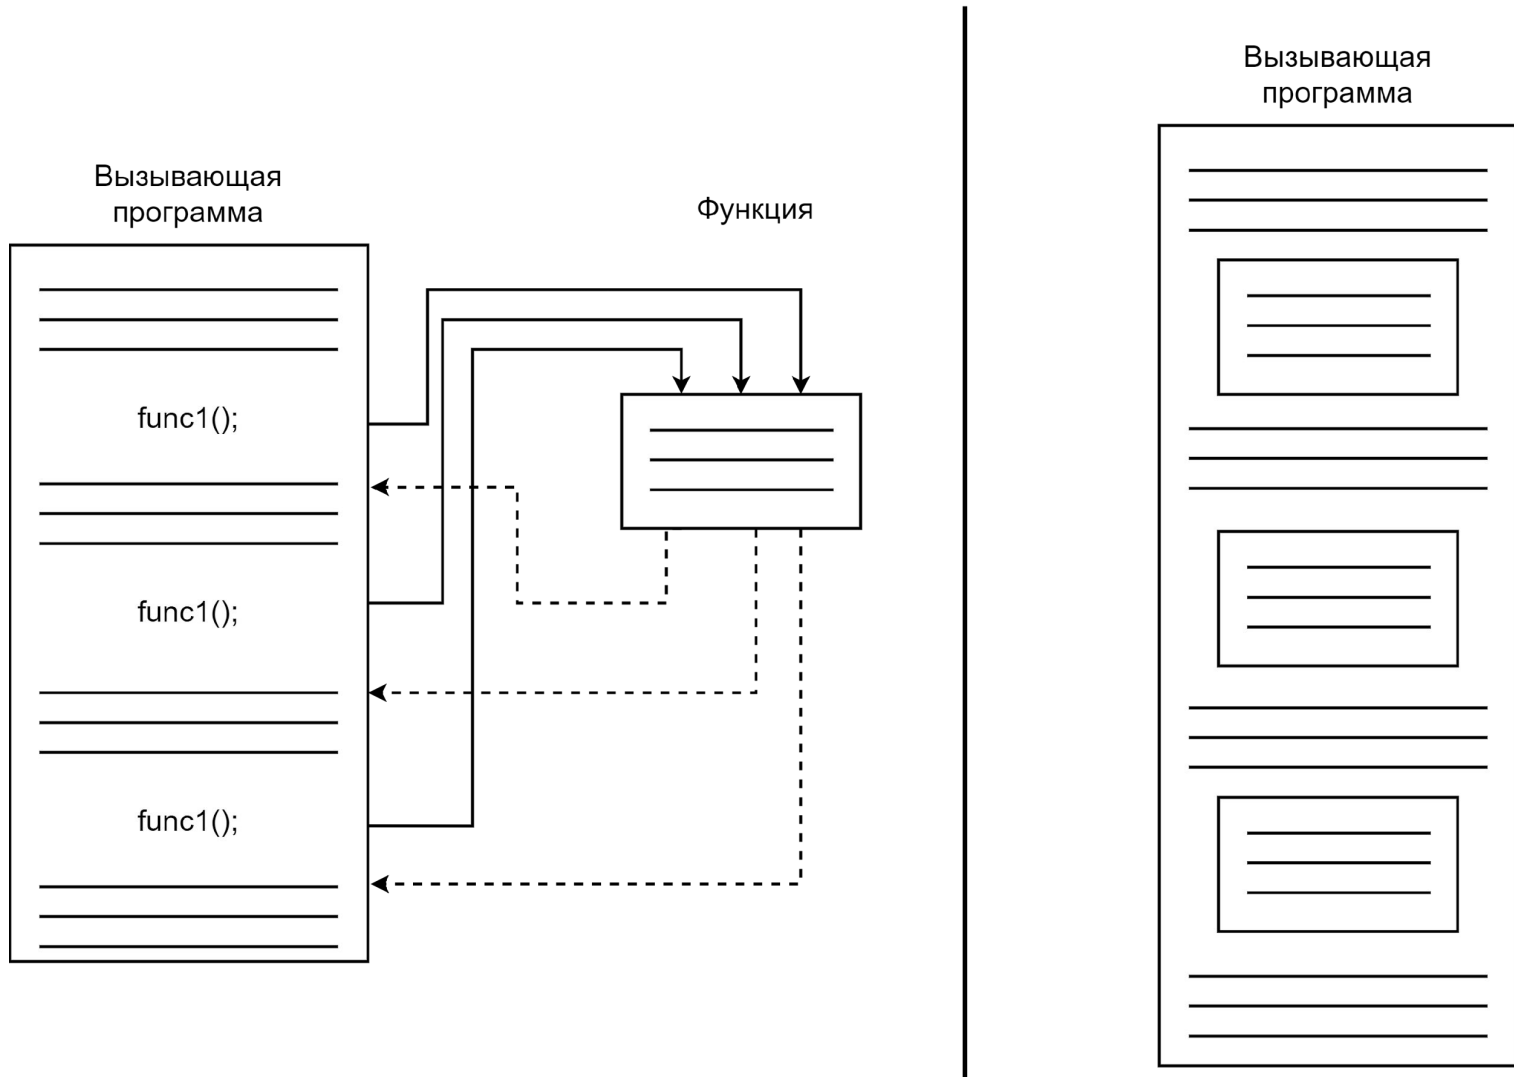 Вызывающая
программа
Функция
func1();
func1();
func1();
Вызывающая
программа